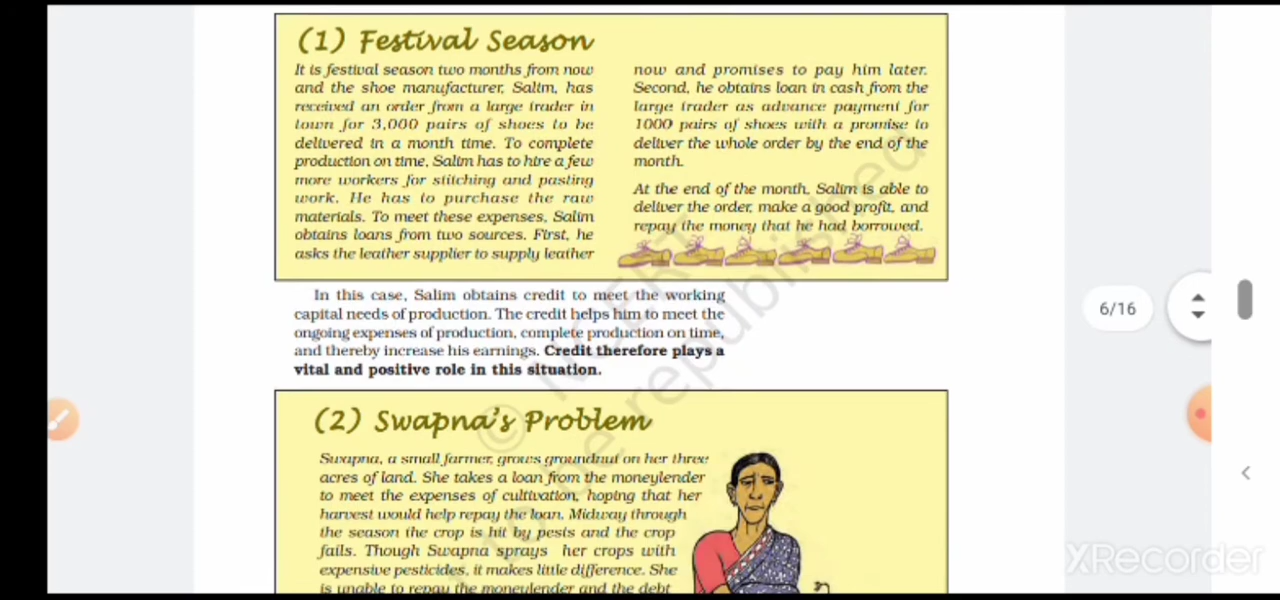 (1) Festival Season
It is festival season two months from now
and the shoe manufacturer, Salim, has
received an order from a large trader in
town for 3,000 pairs of shoes to be
delivered in a month time. To complete
production on time, Salim has to hire a few
more workers for stitching and pasting
work. He has to purchase the raw
materials. To meet these expenses, Salim
obtains loans from two sources. First, he
asks the leather supplier to supply leather
now and promises to pay him later.
Second, he obtains loan in cash from the
large trader as advance payment for
1000 pairs of shoes with a promise to
deliver the whole order by the end of the
month.
At the end of the month, Salim is able to
deliver the order, make a good profit, and
repay the money that he had borrowed.
In this case, Salim obtains credit to meet the working
capital needs of production. The credit helps him to meet the
ongoing expenses of production, complete production on time,
and thereby increase his earnings. Credit therefore plays a
vital and positive role in this situation.
(2) Swapna's Problem
Swapna, a small farmer, grows groundnut on her three
acres of land. She takes a loan from the moneylender
to meet the expenses of cultivation, hoping that her
harvest would help repay the loan. Midway through
the season the crop is hit by pests and the crop
fails. Though Swapna sprays her crops with
expensive pesticides, it makes little difference. She
is unable to repay the moneylender and the debt
6/16
© NCERT
to be republished
XRecorder